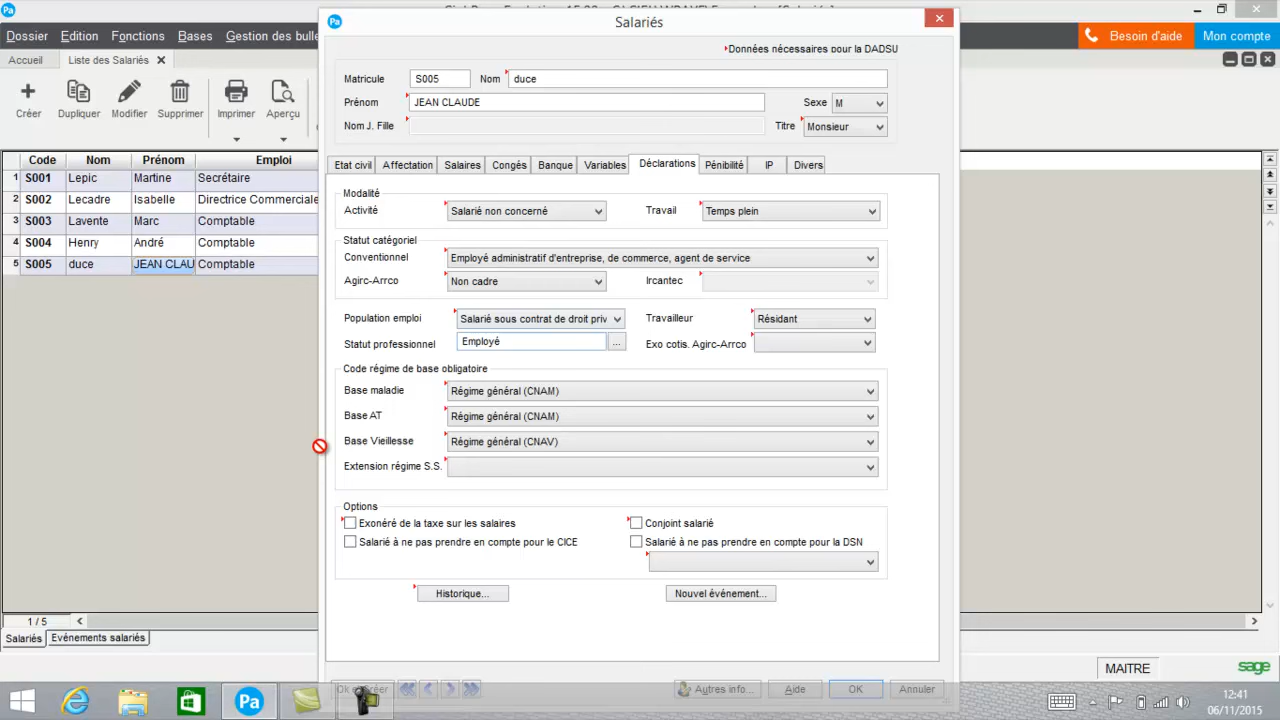 Pa
Salariés
Dossier Edition Fonctions Bases Gestion des bulle
Besoin d'aide Mon compte
Accueil Liste des Salariés
Créer Dupliquer Modifier Supprimer Imprimer Aperçu
Code Nom Prénom Emploi
1 S001 Lepic Martine Secrétaire
2 S002 Lecadre Isabelle Directrice Commerciale
3 S003 Lavente Marc Comptable
4 S004 Henry André Comptable
5 S005 duce JEAN CLAU Comptable
1 / 5
Salariés Evénements salariés
Pa
Données nécessaires pour la DADSU
Matricule S005 Nom duce
Prénom JEAN CLAUDE Sexe M
Nom J. Fille Titre Monsieur
Etat civil Affectation Salaires Congés Banque Variables Déclarations Pénibilité IP Divers
Modalité
Activité Salarié non concerné Travail Temps plein
Statut catégoriel
Conventionnel Employé administratif d'entreprise, de commerce, agent de service
Agirc-Arrco Non cadre Ircantec
Population emploi Salarié sous contrat de droit priv Travailleur Résidant
Statut professionnel Employé ... Exo cotis. Agirc-Arrco
Code régime de base obligatoire
Base maladie Régime général (CNAM)
Base AT Régime général (CNAM)
Base Vieillesse Régime général (CNAV)
Extension régime S.S.
Options
Exonéré de la taxe sur les salaires Conjoint salarié
Salarié à ne pas prendre en compte pour le CICE Salarié à ne pas prendre en compte pour la DSN
Historique... Nouvel événement...
Autres info... Aide OK Annuler
MAITRE sage
Pa
12:41
06/11/2015